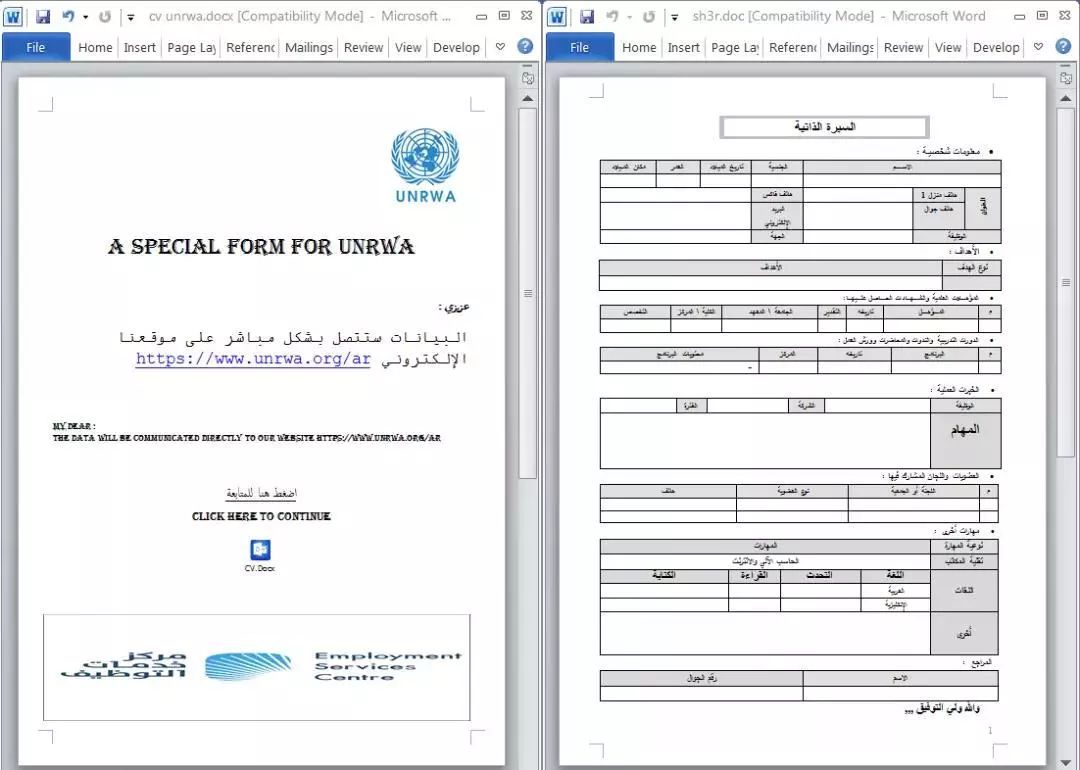 cv unrwa.docx [Compatibility Mode] - Microsoft ...
File Home Insert Page Lay Referenc Mailings Review View Develop
UNRWA
A SPECIAL FORM FOR UNRWA
عزيزي :
البيانات ستتصل بشكل مباشر على موقعنا
الإلكتروني https://www.unrwa.org/ar
MY DEAR :
THE DATA WILL BE COMMUNICATED DIRECTLY TO OUR WEBSITE HTTPS://WWW.UNRWA.ORG/AR
اضغط هنا للمتابعة
CLICK HERE TO CONTINUE
CV.Docx
مركز
خدمات
التوظيف
Employment
Services
Centre
sh3r.doc [Compatibility Mode] - Microsoft Word
File Home Insert Page Lay Referenc Mailings Review View Develop
السيرة الذاتية
معلومات شخصية :
الاسم الجنسية تاريخ الميلاد العمر مكان الميلاد
العنوان هاتف منزل 1 هاتف فاكس
هاتف جوال البريد الإلكتروني
الوظيفة الجهة
الأهداف :
نوع الهدف الأهداف
المؤهلات العلمية والشهادات الحاصل عليها:
م المؤهل تاريخه التقدير الجامعة \ المعهد الكلية \ المركز التخصص
الدورات التدريبية والندوات والمحاضرات وورش العمل :
م البرنامج تاريخه المركز محتويات البرنامج
-
الخبرات العملية :
الوظيفة الشركة الفترة
المهام
العضويات واللجان المشارك فيها :
م اللجنة أو الجمعية نوع العضوية هاتف
مهارات أخرى :
نوعية المهارة المهارات
تقنية المكاتب الحاسب الآلي والانترنت
اللغات اللغة التحدث القراءة الكتابة
العربية
الإنكليزية
أخرى
المراجع :
الاسم رقم الجوال
والله ولي التوفيق ,,,
1